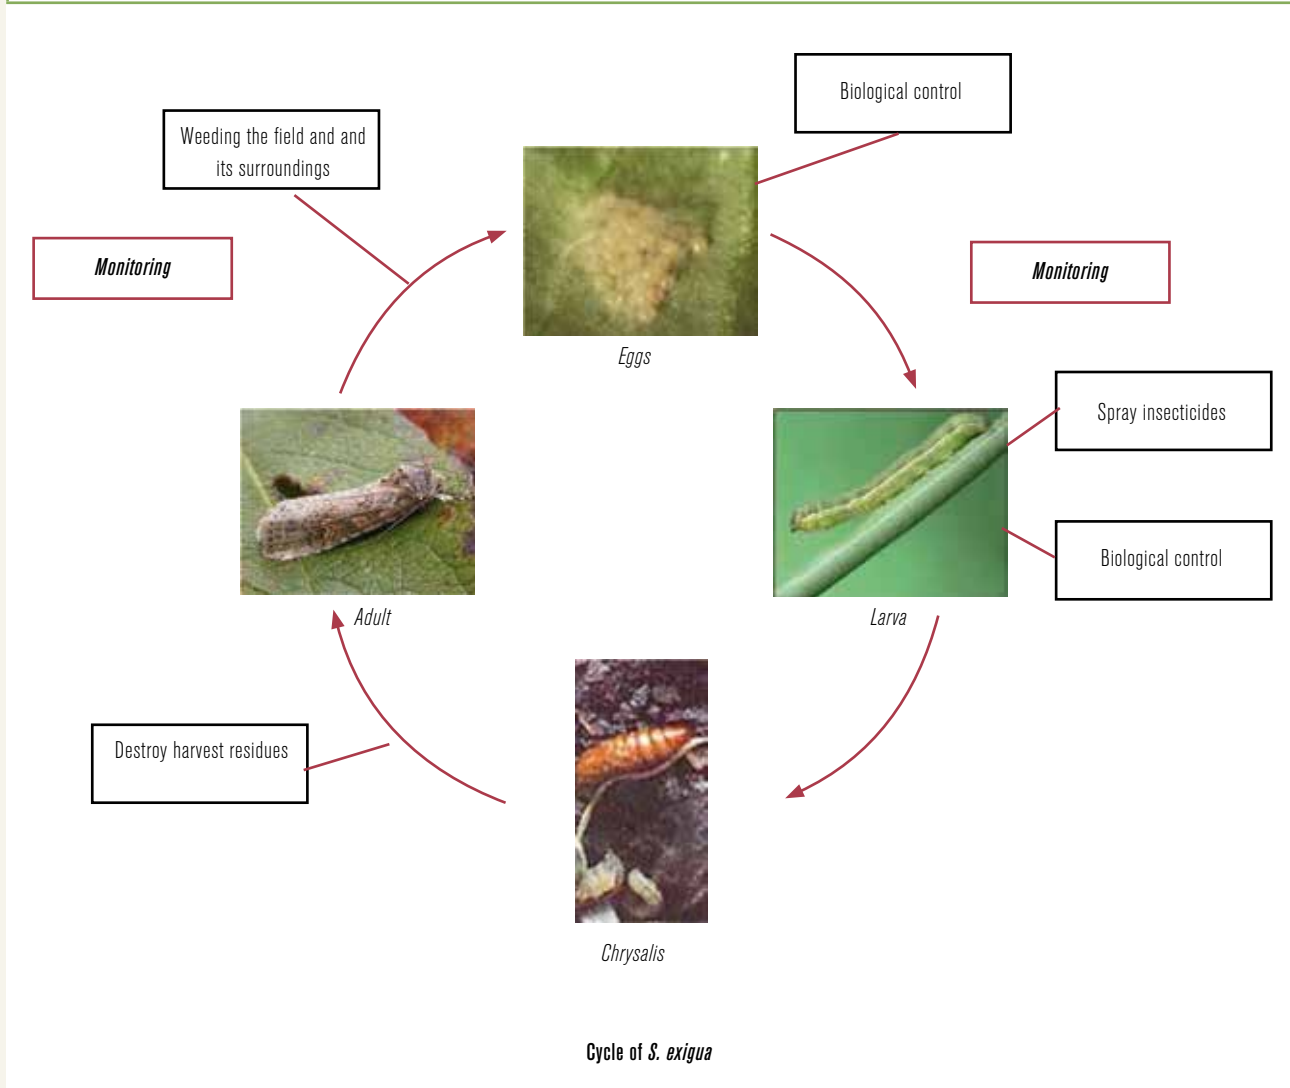 Biological control
Weeding the field and and
its surroundings
Monitoring
Monitoring
Eggs
Spray insecticides
Biological control
Adult
Larva
Destroy harvest residues
Chrysalis
Cycle of S. exigua